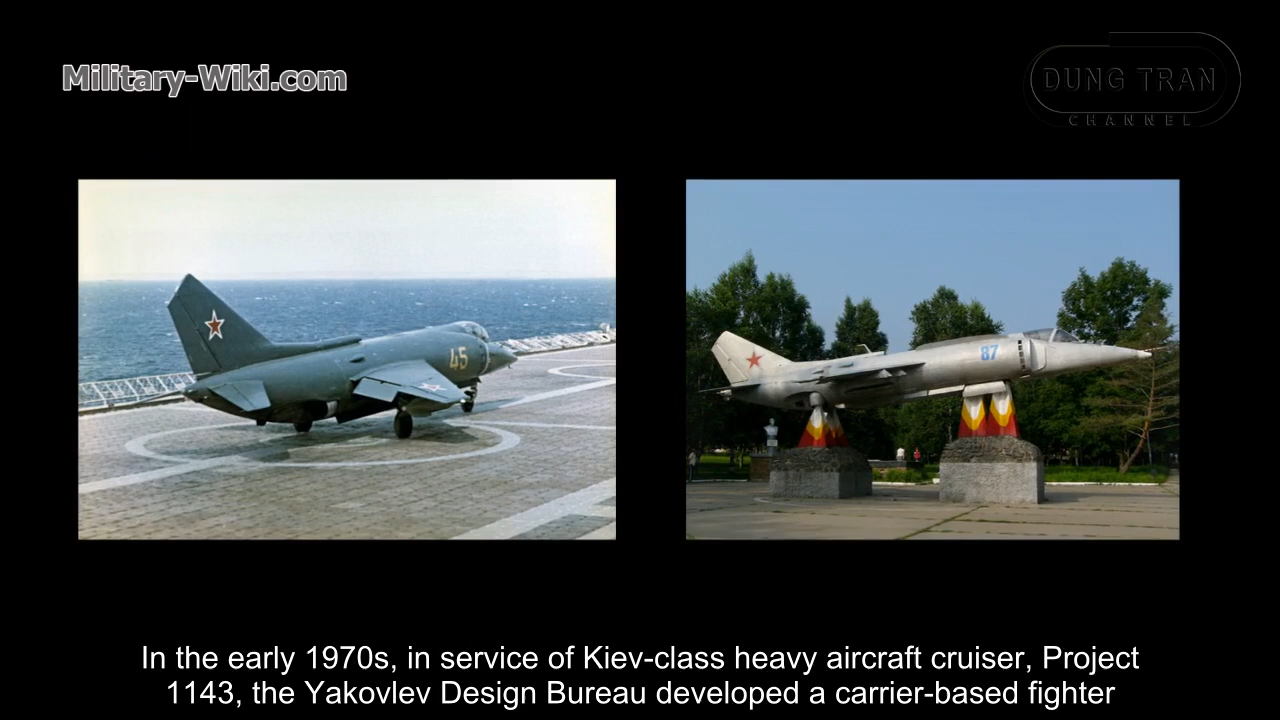 Military-Wiki.com
DUNG TRAN
CHANNEL
45
87
In the early 1970s, in service of Kiev-class heavy aircraft cruiser, Project
1143, the Yakovlev Design Bureau developed a carrier-based fighter